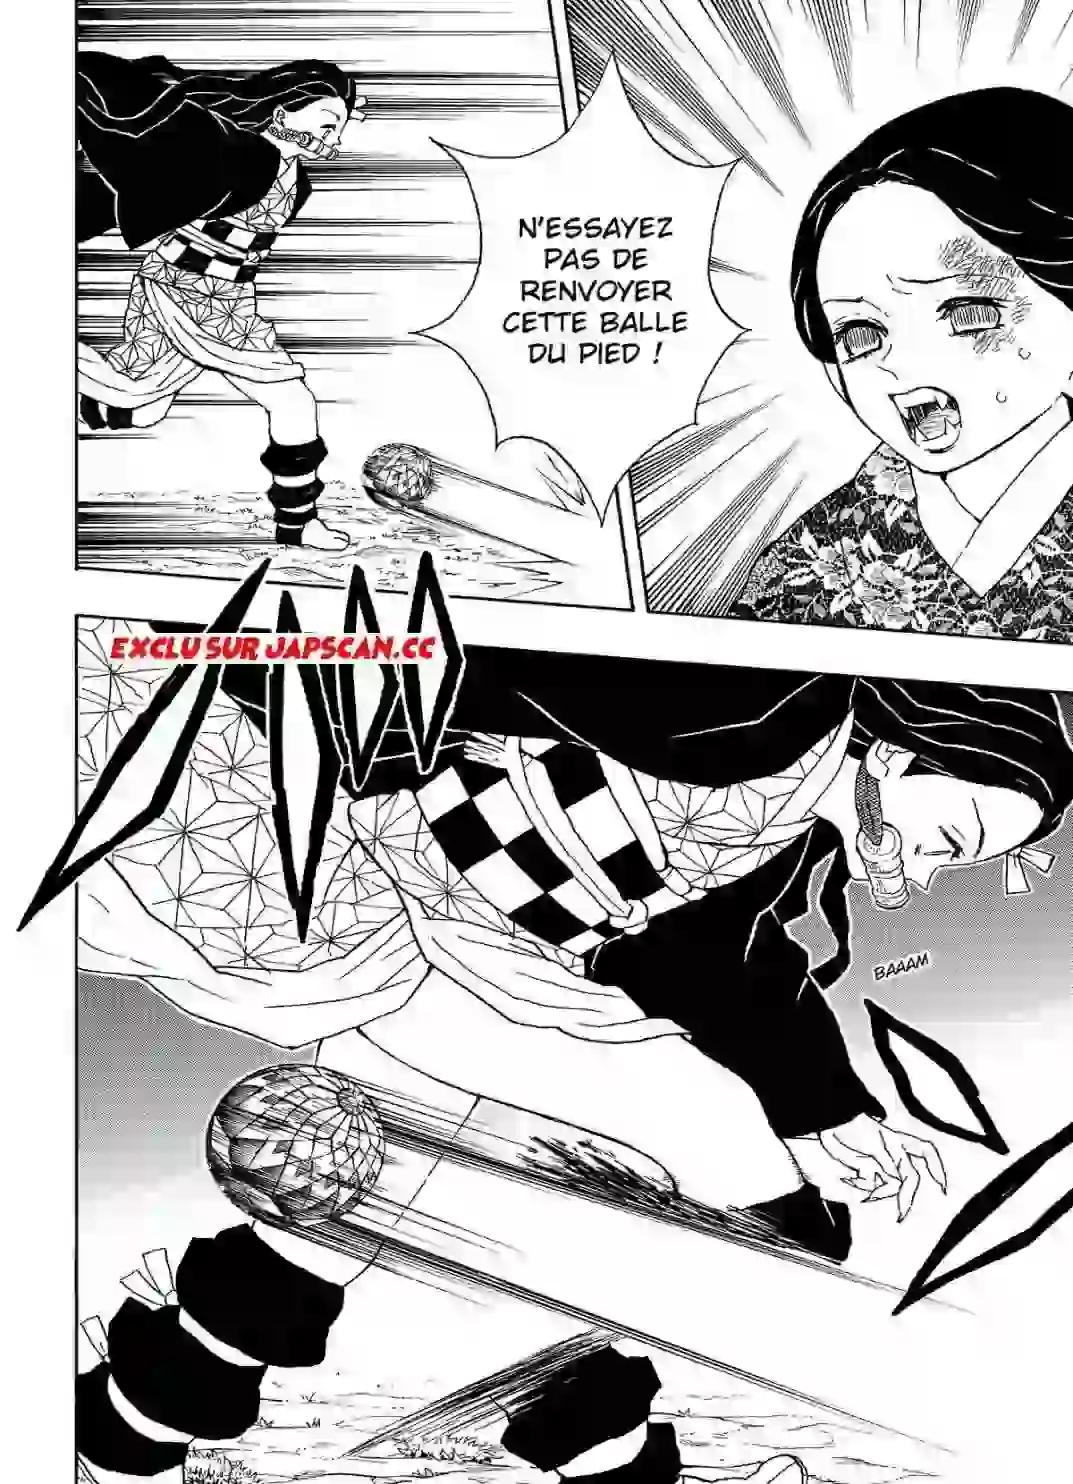 N'ESSAYEZ
PAS DE
RENVOYER
CETTE BALLE
DU PIED !
EXCLU SUR JAPSCAN.CC
BAAAM